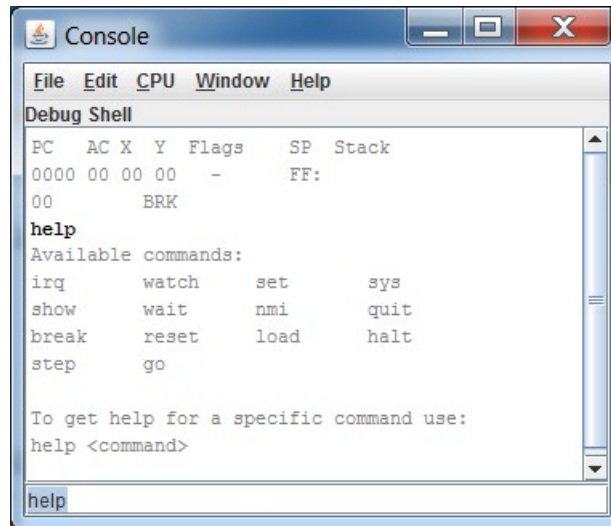 Console
File Edit CPU Window Help
Debug Shell
PC AC X Y Flags SP Stack
0000 00 00 00 - FF:
00 BRK
help
Available commands:
irq watch set sys
show wait nmi quit
break reset load halt
step go
To get help for a specific command use:
help <command>
help